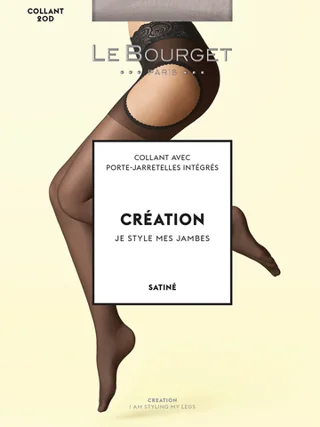 COLLANT
20D
LE BOURGET
PARIS
COLLANT AVEC
PORTE-JARRETELLES INTÉGRÉS
CRÉATION
JE STYLE MES JAMBES
SATINÉ
CREATION
I AM STYLING MY LEGS